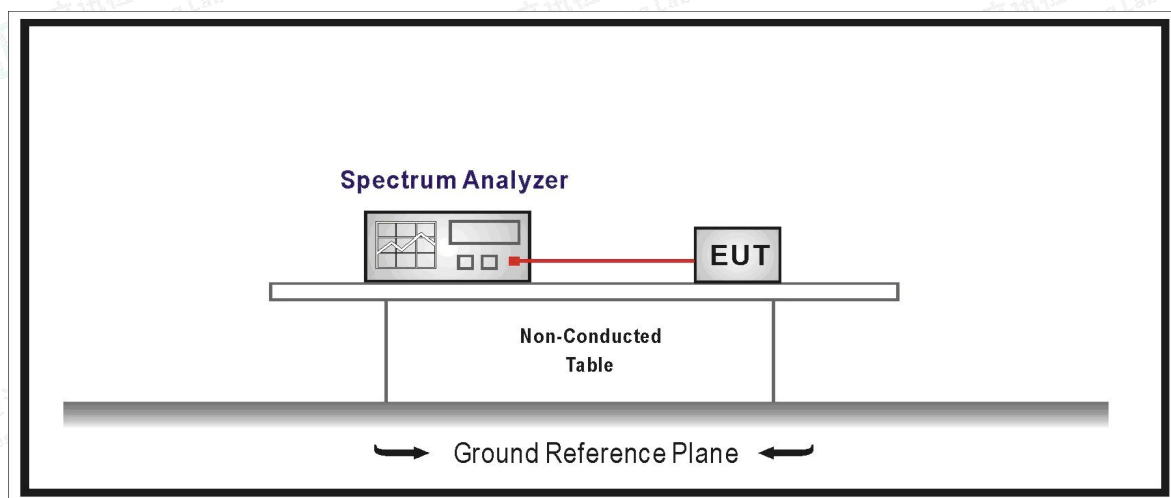 Spectrum Analyzer
EUT
Non-Conducted
Table
Ground Reference Plane